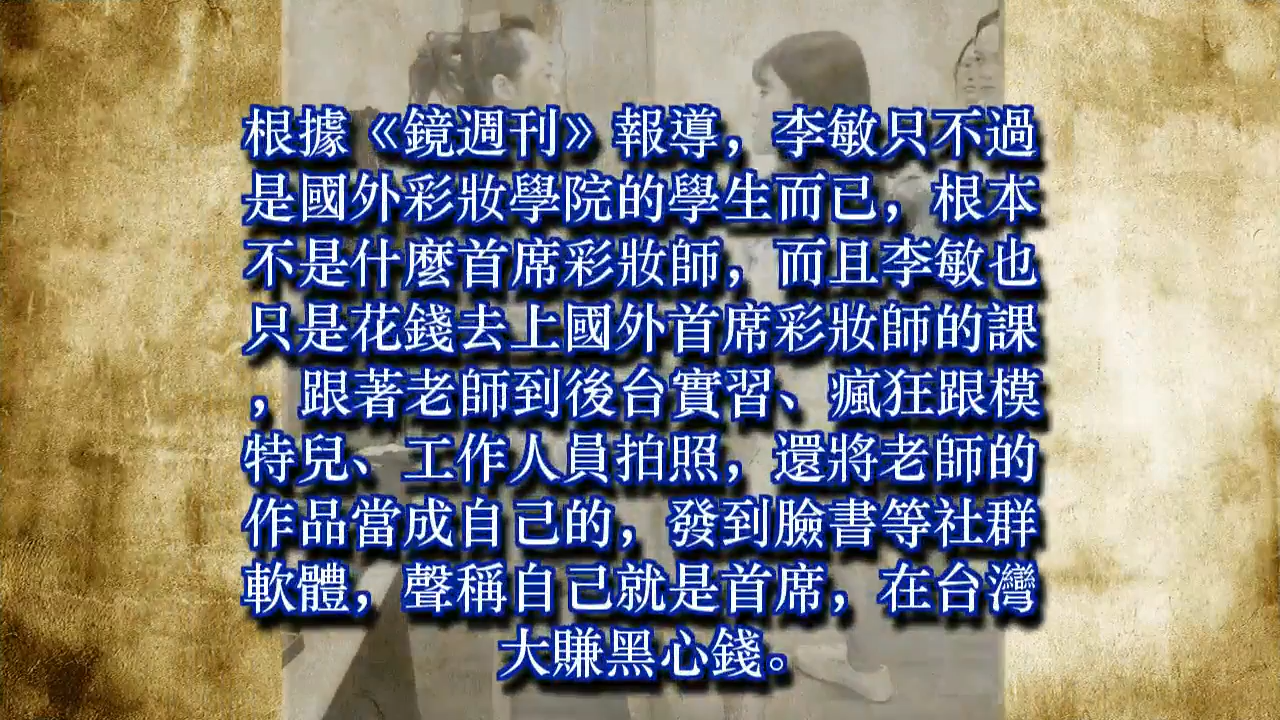 根據《鏡週刊》報導，李敏只不過
是國外彩妝學院的學生而已，根本
不是什麼首席彩妝師，而且李敏也
只是花錢去上國外首席彩妝師的課
，跟著老師到後台實習、瘋狂跟模
特兒、工作人員拍照，還將老師的
作品當成自己的，發到臉書等社群
軟體，聲稱自己就是首席，在台灣
大賺黑心錢。